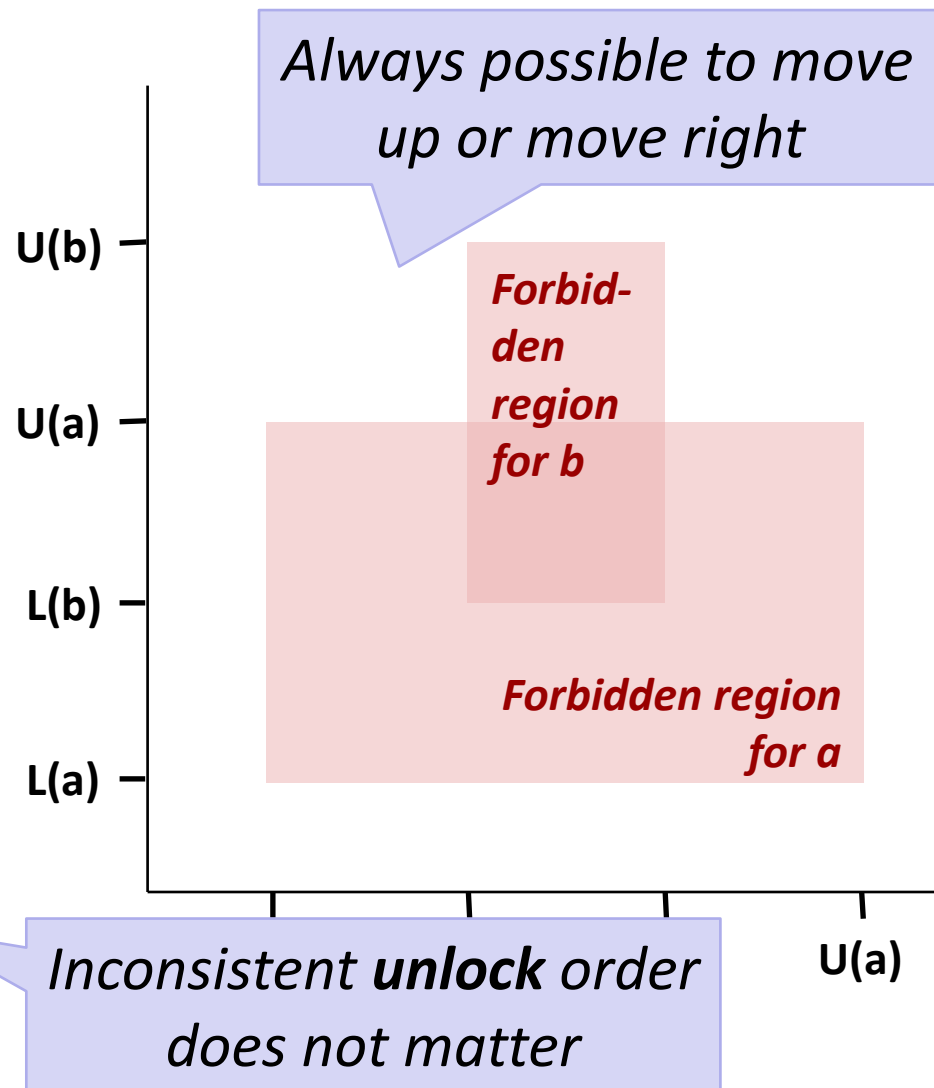 Always possible to move
up or move right
U(b)
Forbid-
den
region
for b
U(a)
L(b)
Forbidden region
for a
L(a)
U(a)
Inconsistent unlock order
does not matter